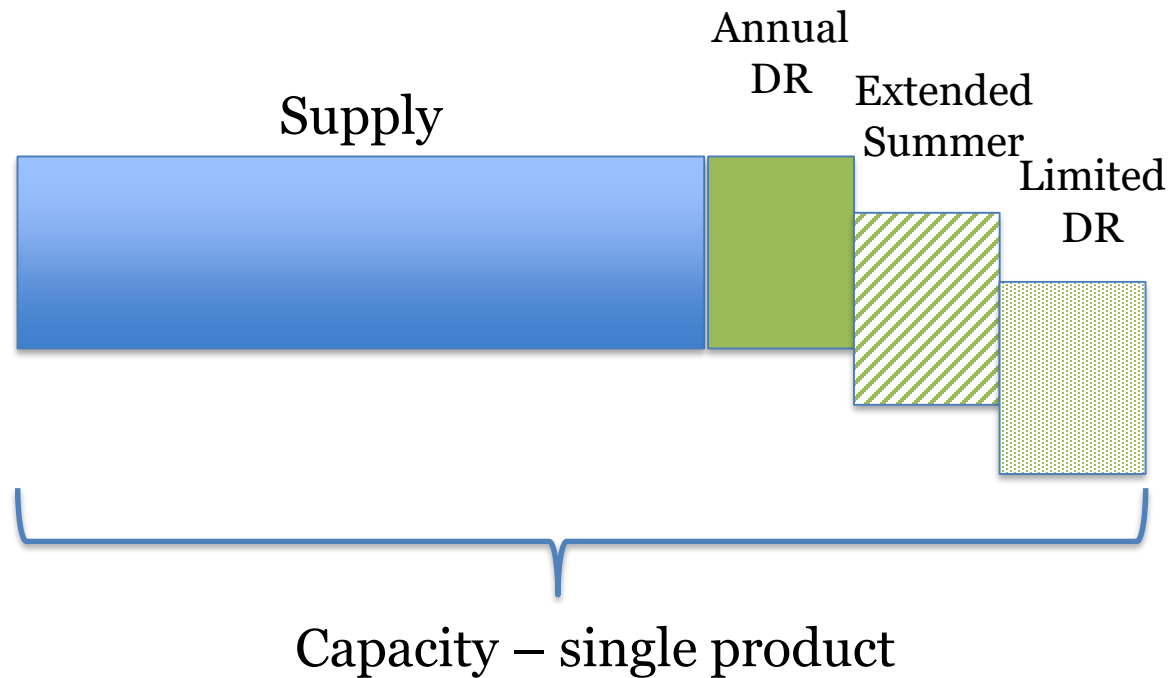 Supply
Annual
DR
Extended
Summer
Limited
DR
Capacity – single product